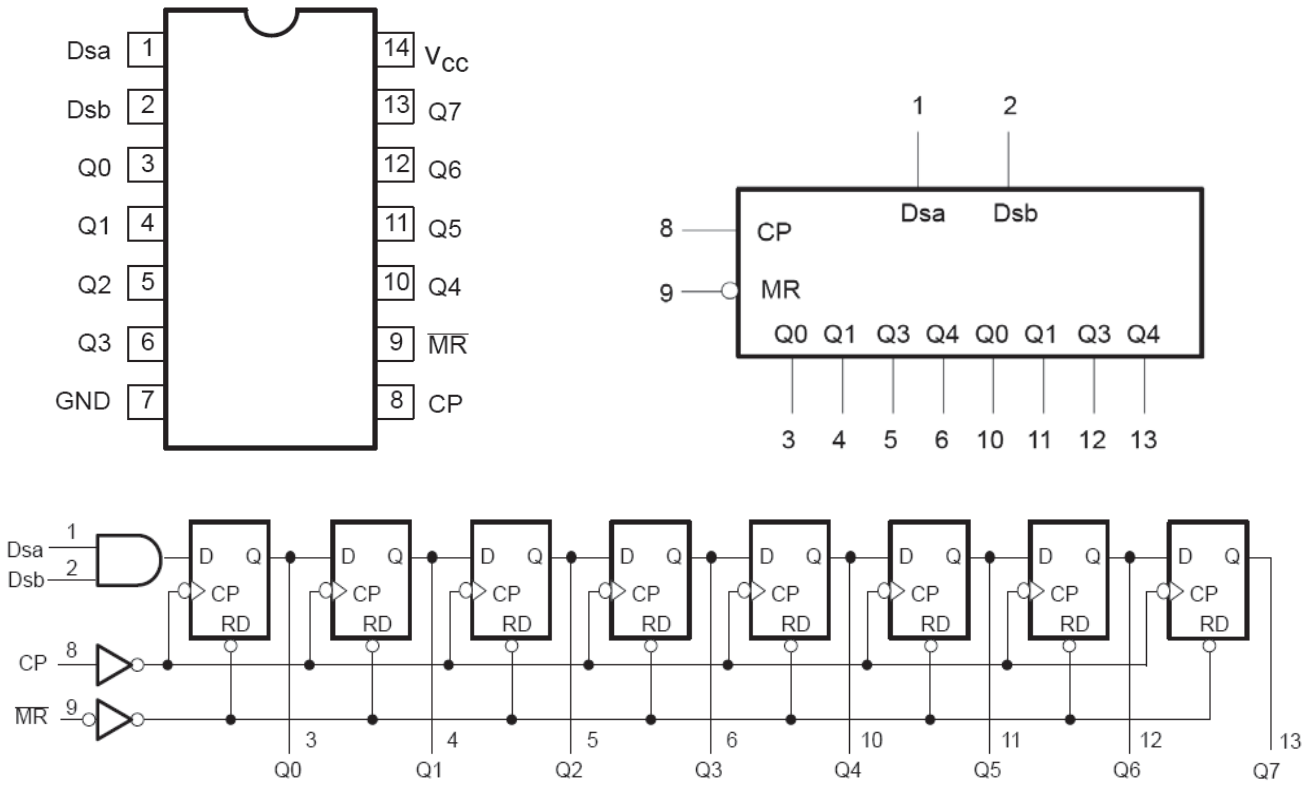 Dsa 1 14 VCC
Dsb 2 13 Q7
Q0 3 12 Q6
Q1 4 11 Q5
Q2 5 10 Q4
Q3 6 9 MR
GND 7 8 CP
1 2
Dsa Dsb
8 CP
9 MR
Q0 Q1 Q3 Q4 Q0 Q1 Q3 Q4
3 4 5 6 10 11 12 13
Dsa 1
Dsb 2
D Q D Q D Q D Q D Q D Q D Q D Q
CP CP CP CP CP CP CP CP
RD RD RD RD RD RD RD RD
CP 8
MR 9
3 4 5 6 10 11 12 13
Q0 Q1 Q2 Q3 Q4 Q5 Q6 Q7